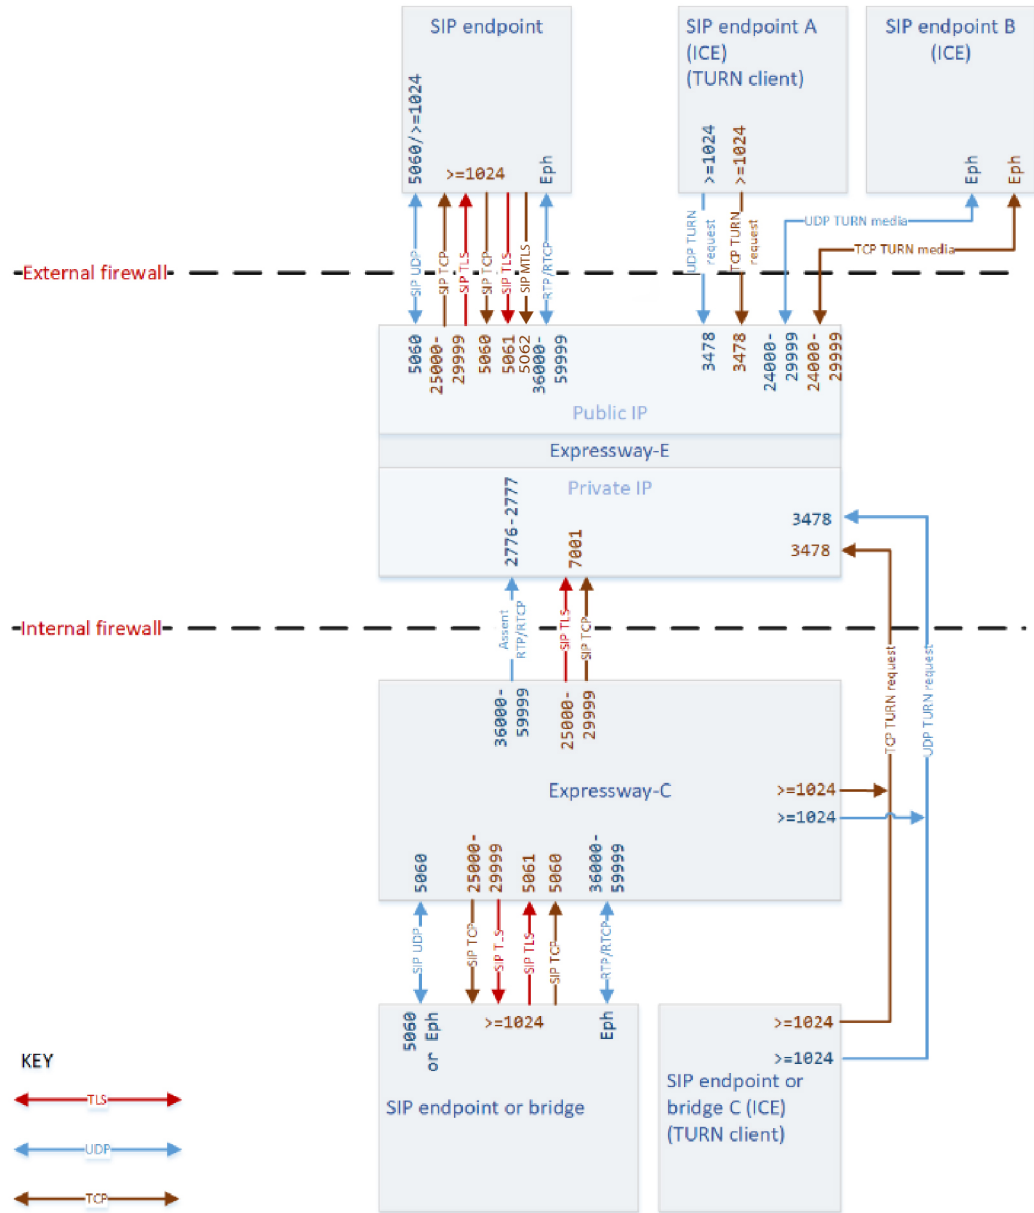 SIP endpoint
5060/>=1024
>=1024
Eph
SIP endpoint A
(ICE)
(TURN client)
>=1024
>=1024
SIP endpoint B
(ICE)
Eph
Eph
SIP UDP
SIP TCP
SIP TLS
SIP TCP
SIP TLS
SIP MTLS
RTP/RTCP
UDP TURN
request
TCP TURN
request
UDP TURN media
TCP TURN media
External firewall
5060
25000-
29999
5060
5061
5062
36000-
59999
3478
3478
24000-
29999
24000-
29999
Public IP
Expressway-E
Private IP
2776-2777
7001
3478
3478
Internal firewall
Assent
RTP/RTCP
SIP TLS
SIP TCP
TCP TURN request
UDP TURN request
36000-
59999
25000-
29999
Expressway-C
>=1024
>=1024
5060
25000-
29999
5061
5060
36000-
59999
SIP UDP
SIP TCP
SIP TLS
SIP TLS
SIP TCP
RTP/RTCP
5060
or Eph
>=1024
Eph
SIP endpoint or bridge
>=1024
>=1024
SIP endpoint or
bridge C (ICE)
(TURN client)
KEY
TLS
UDP
TCP